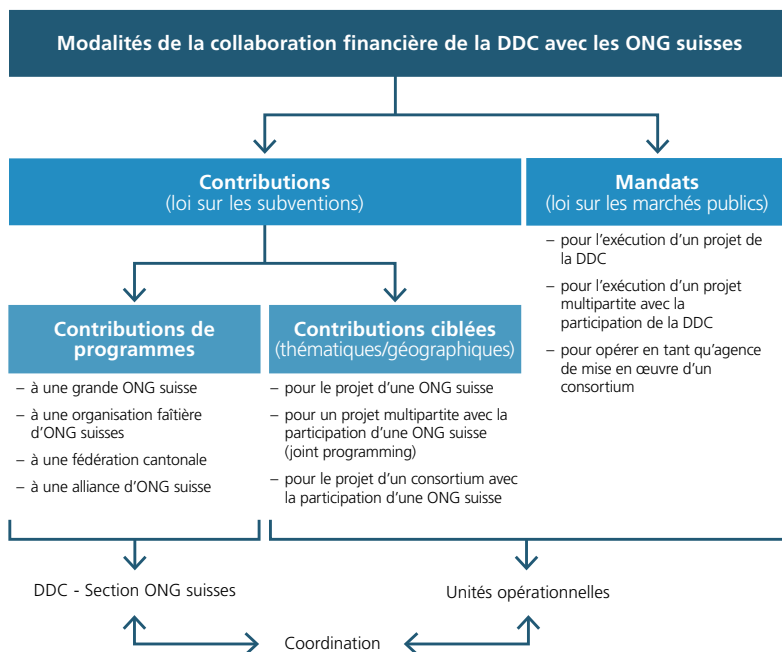 Modalités de la collaboration financière de la DDC avec les ONG suisses
Contributions
(loi sur les subventions)
Mandats
(loi sur les marchés publics)
– pour l'exécution d'un projet de
la DDC
– pour l'exécution d'un projet
multipartite avec la
participation de la DDC
– pour opérer en tant qu'agence
de mise en œuvre d'un
consortium
Contributions de
programmes
– à une grande ONG suisse
– à une organisation faîtière
d'ONG suisses
– à une fédération cantonale
– à une alliance d'ONG suisse
Contributions ciblées
(thématiques/géographiques)
– pour le projet d'une ONG suisse
– pour un projet multipartite avec la
participation d'une ONG suisse
(joint programming)
– pour le projet d'un consortium avec
la participation d'une ONG suisse
DDC - Section ONG suisses
Unités opérationnelles
Coordination